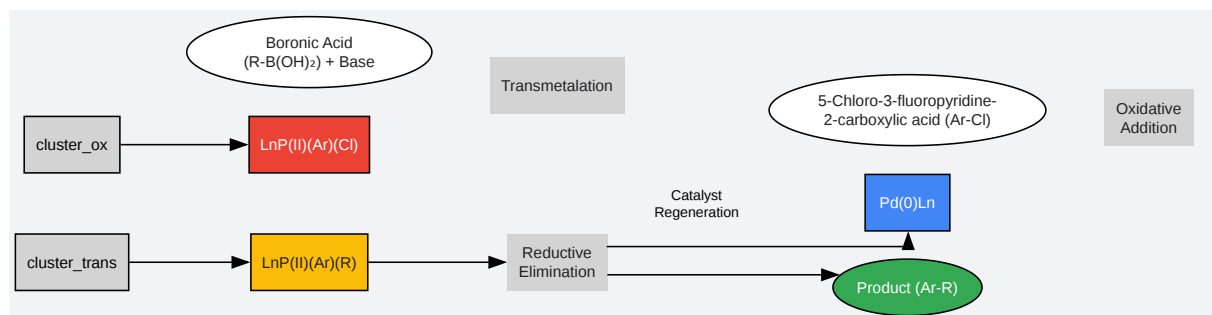 Boronic Acid
(R-B(OH)₂) + Base
Transmetalation
5-Chloro-3-fluoropyridine-
2-carboxylic acid (Ar-Cl)
Oxidative
Addition
cluster_ox
LnP(II)(Ar)(Cl)
Catalyst
Regeneration
Pd(0)Ln
cluster_trans
LnP(II)(Ar)(R)
Reductive
Elimination
Product (Ar-R)